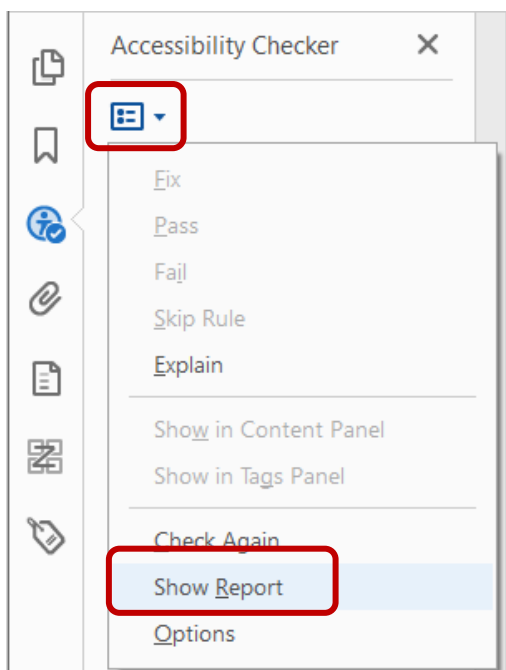 Accessibility Checker
Fix
Pass
Fail
Skip Rule
Explain
Show in Content Panel
Show in Tags Panel
Check Again
Show Report
Options